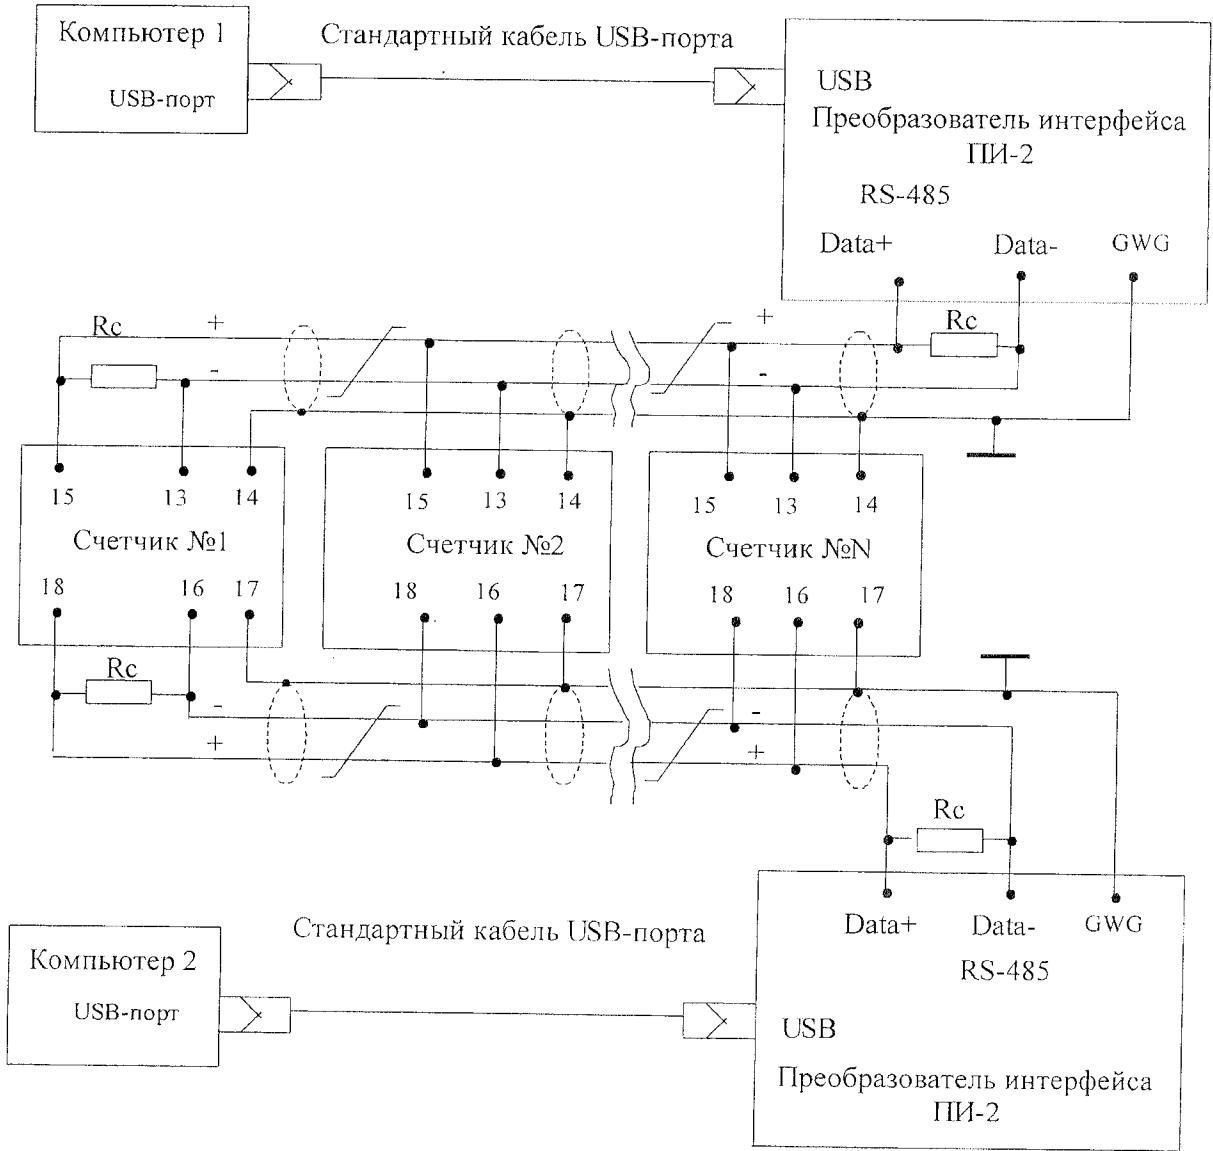 Компьютер 1
USB-порт
Стандартный кабель USB-порта
USB
Преобразователь интерфейса
ПИ-2
RS-485
Data+ Data- GWG
Rc + + Rc
- -
15 13 14 15 13 14 15 13 14
Счетчик №1 Счетчик №2 Счетчик №N
18 16 17 18 16 17 18 16 17
Rc
- -
+ +
Rc
Data+ Data- GWG
RS-485
Стандартный кабель USB-порта
Компьютер 2
USB-порт
USB
Преобразователь интерфейса
ПИ-2